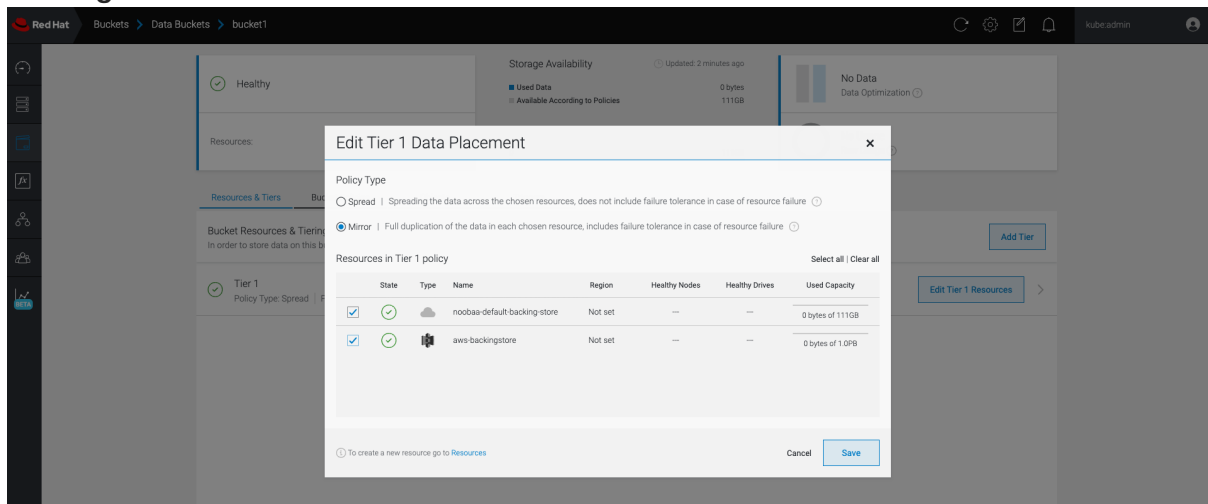 Red Hat
Buckets > Data Buckets > bucket1
kube:admin
Healthy
Storage Availability
Updated: 2 minutes ago
Used Data 0 bytes
Available According to Policies 111GB
No Data
Data Optimization
Resources:
Edit Tier 1 Data Placement
Policy Type
Spread | Spreading the data across the chosen resources, does not include failure tolerance in case of resource failure
Mirror | Full duplication of the data in each chosen resource, includes failure tolerance in case of resource failure
Resources in Tier 1 policy
Select all | Clear all
State Type Name Region Healthy Nodes Healthy Drives Used Capacity
noobaa-default-backing-store Not set — — 0 bytes of 111GB
aws-backingstore Not set — — 0 bytes of 1.0PB
To create a new resource go to Resources
Cancel
Save
Resources & Tiers
Bucket Resources & Tiering
In order to store data on this
Add Tier
Tier 1
Policy Type: Spread
Edit Tier 1 Resources
BETA